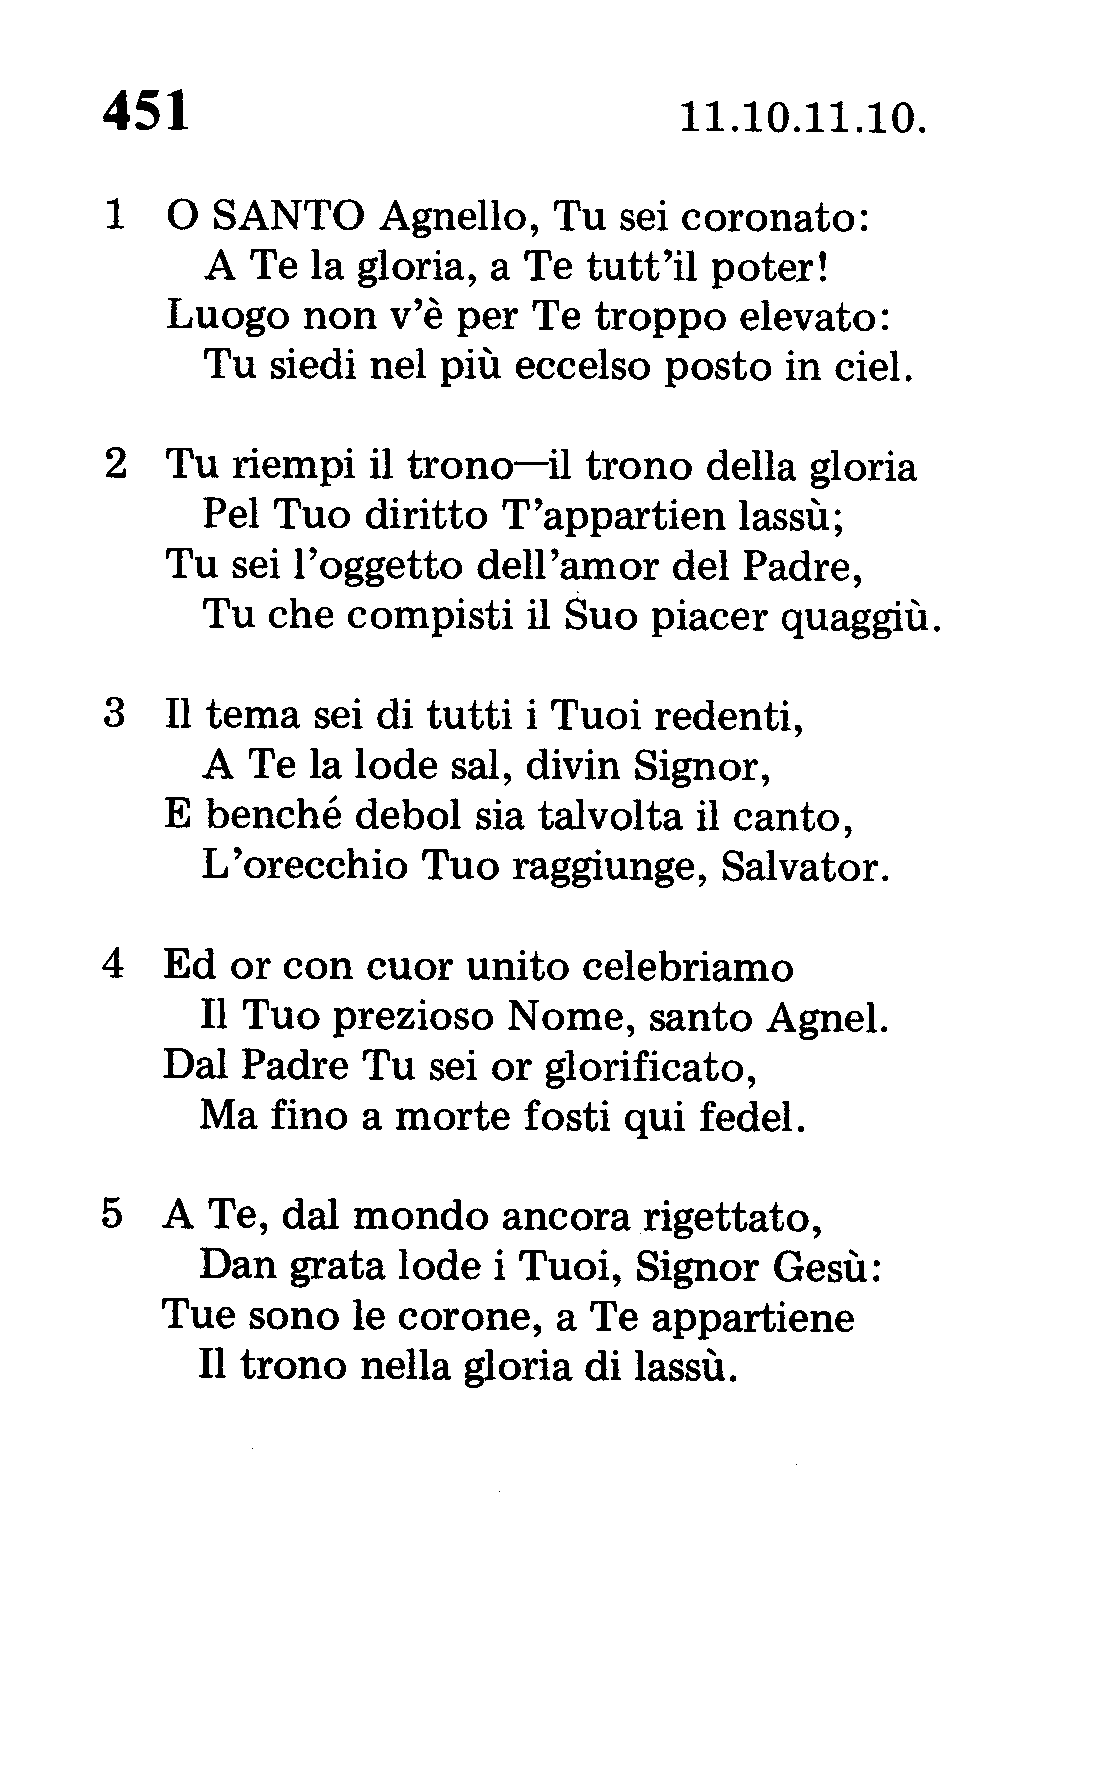 451 11.10.11.10.
1 O SANTO Agnello, Tu sei coronato:
A Te la gloria, a Te tutt’il poter!
Luogo non v’è per Te troppo elevato:
Tu siedi nel più eccelso posto in ciel.
2 Tu riempi il trono—il trono della gloria
Pel Tuo diritto T’appartien lassù;
Tu sei l’oggetto dell’amor del Padre,
Tu che compisti il Suo piacer quaggiù.
3 Il tema sei di tutti i Tuoi redenti,
A Te la lode sal, divin Signor,
E benché debol sia talvolta il canto,
L’orecchio Tuo raggiunge, Salvator.
4 Ed or con cuor unito celebriamo
Il Tuo prezioso Nome, santo Agnel.
Dal Padre Tu sei or glorificato,
Ma fino a morte fosti qui fedel.
5 A Te, dal mondo ancora rigettato,
Dan grata lode i Tuoi, Signor Gesù:
Tue sono le corone, a Te appartiene
Il trono nella gloria di lassù.